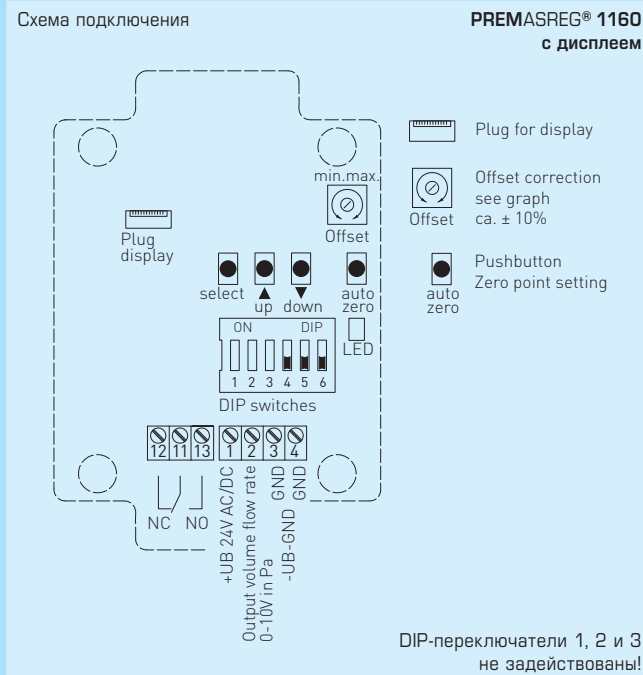 Схема подключения
PREMASREG® 1160
с дисплеем
Plug for display
min.max.
Offset
Offset correction
see graph
ca. ± 10%
Offset
Plug
display
Pushbutton
Zero point setting
auto
zero
select
up
down
auto
zero
LED
ON DIP
1 2 3 4 5 6
DIP switches
12 11 13 1 2 3 4
NC NO
+UB 24V AC/DC
Output volume flow rate
0-10V in Pa
GND
-UB-GND
GND
DIP-переключатели 1, 2 и 3
не задействованы!